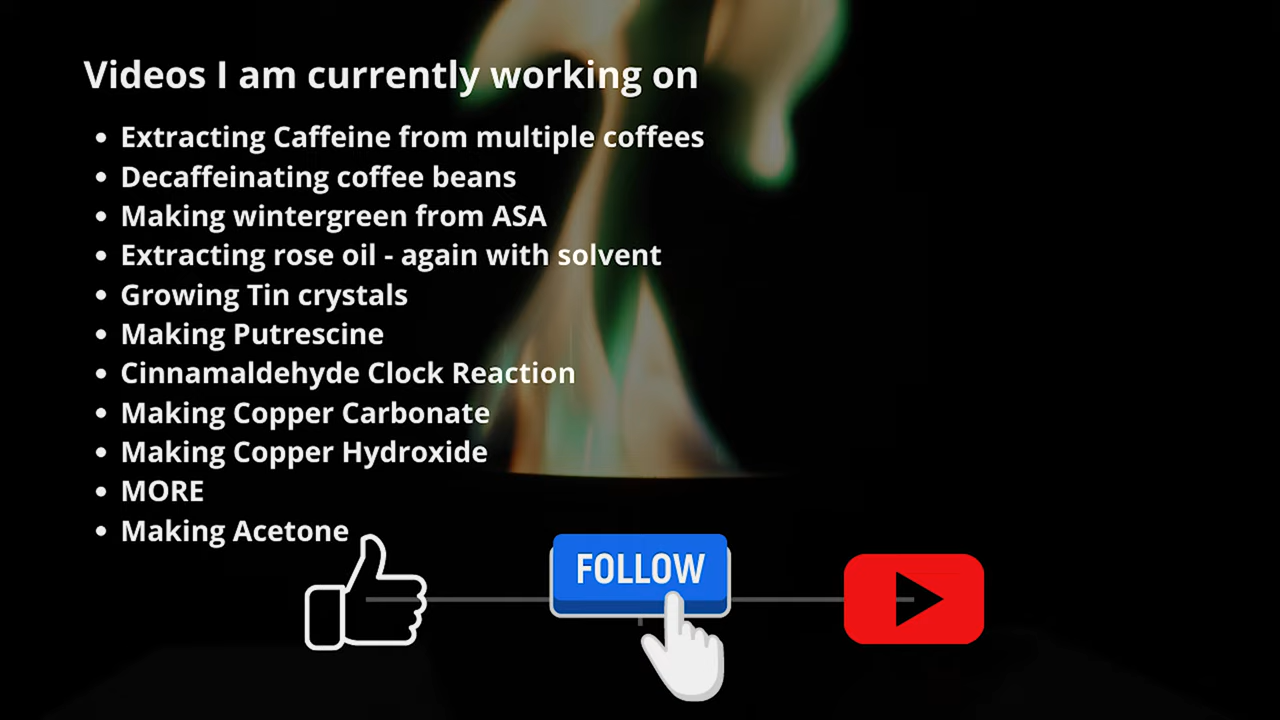 Videos I am currently working on
• Extracting Caffeine from multiple coffees
• Decaffeinating coffee beans
• Making wintergreen from ASA
• Extracting rose oil - again with solvent
• Growing Tin crystals
• Making Putrescine
• Cinnamaldehyde Clock Reaction
• Making Copper Carbonate
• Making Copper Hydroxide
• MORE
• Making Acetone
FOLLOW